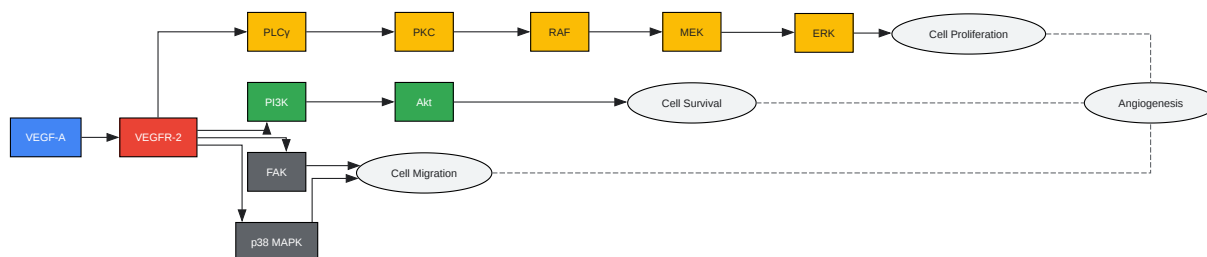 PLCγ
PKC
RAF
MEK
ERK
Cell Proliferation
PI3K
Akt
Cell Survival
Angiogenesis
VEGF-A
VEGFR-2
FAK
Cell Migration
p38 MAPK